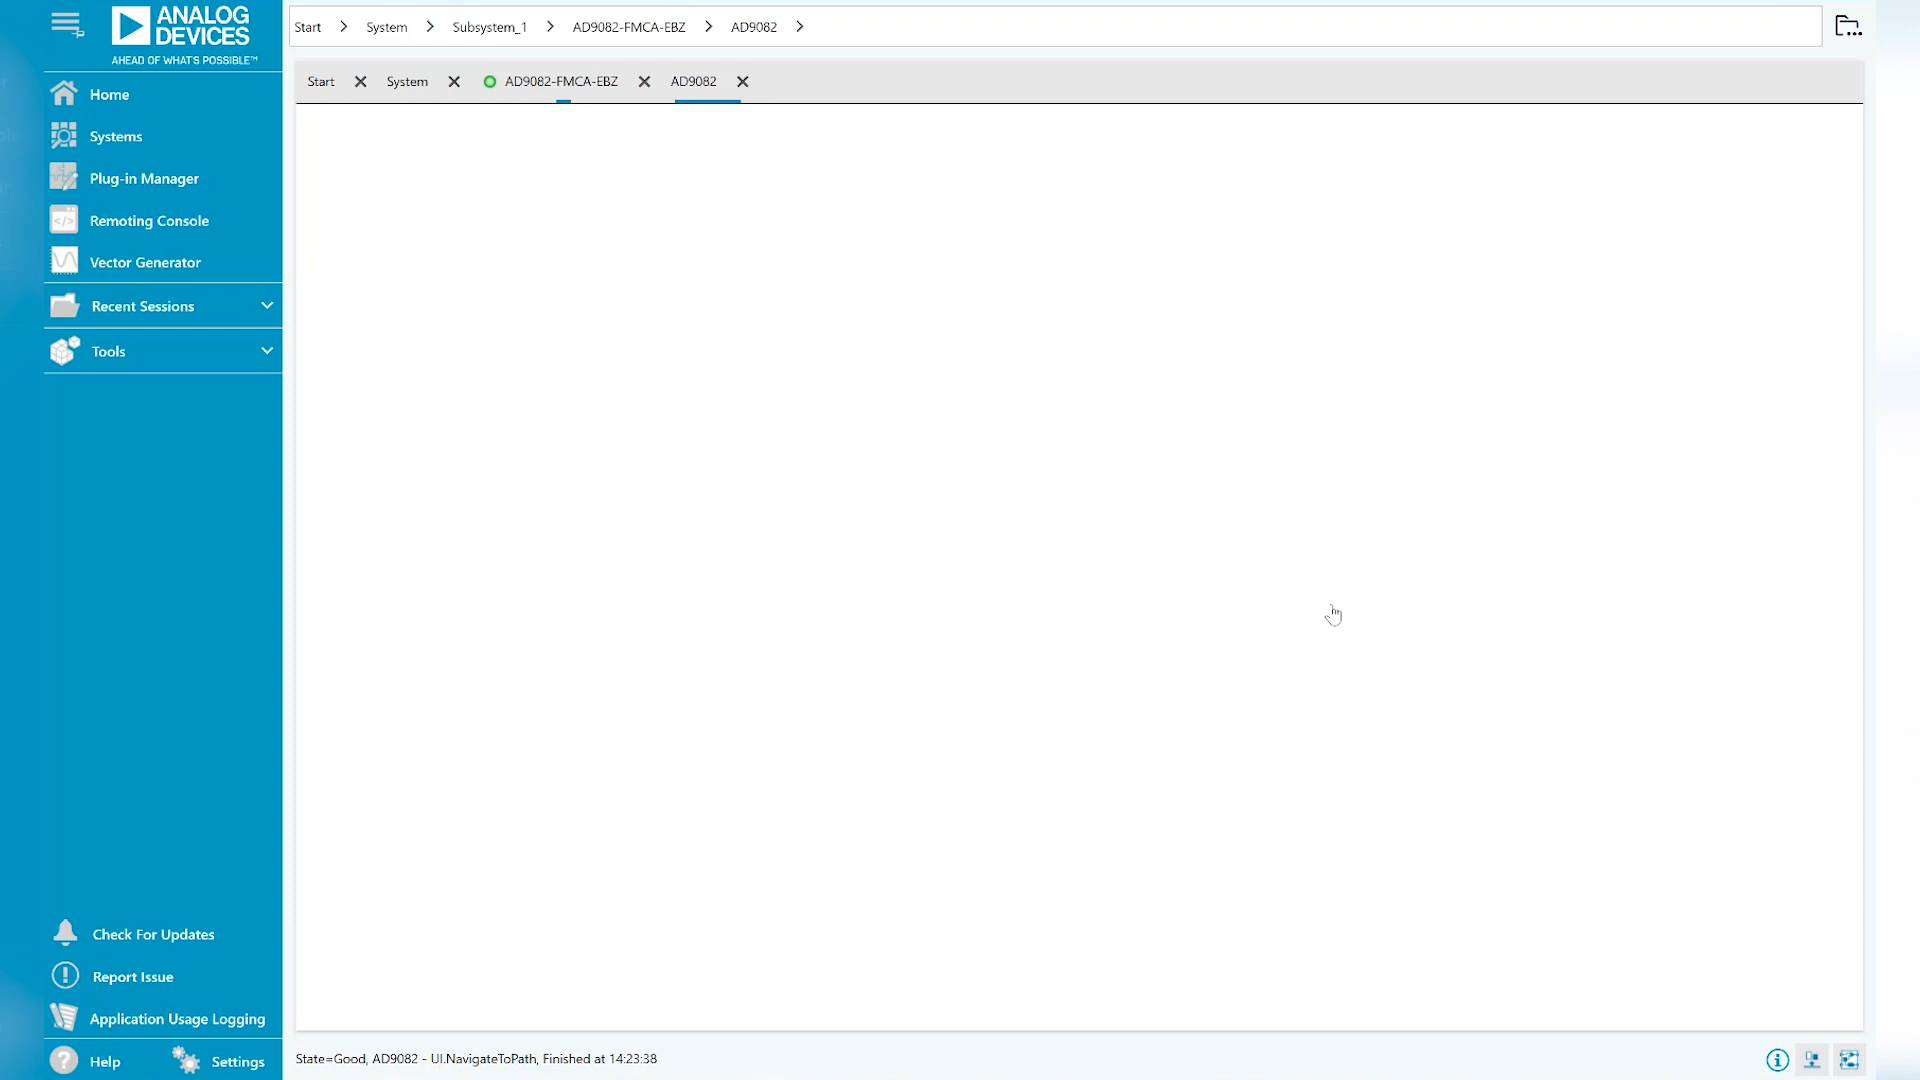 ANALOG
DEVICES
AHEAD OF WHAT'S POSSIBLE™
Home
Systems
Plug-in Manager
Remoting Console
Vector Generator
Recent Sessions
Tools
Check For Updates
Report Issue
Application Usage Logging
Help Settings
Start > System > Subsystem_1 > AD9082-FMCA-EBZ > AD9082 >
Start System AD9082-FMCA-EBZ AD9082
State=Good, AD9082 - UI.NavigateToPath, Finished at 14:23:38